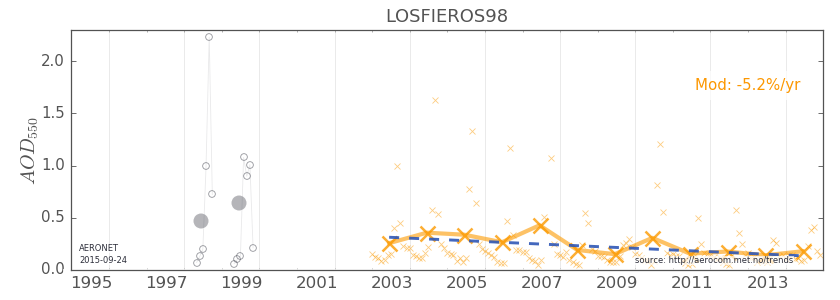 LOSFIEROS98
2.0
1.5
1.0
0.5
0.0
AOD550
Mod: -5.2%/yr
AERONET
2015-09-24
source: http://aerocom.met.no/trends
1995 1997 1999 2001 2003 2005 2007 2009 2011 2013